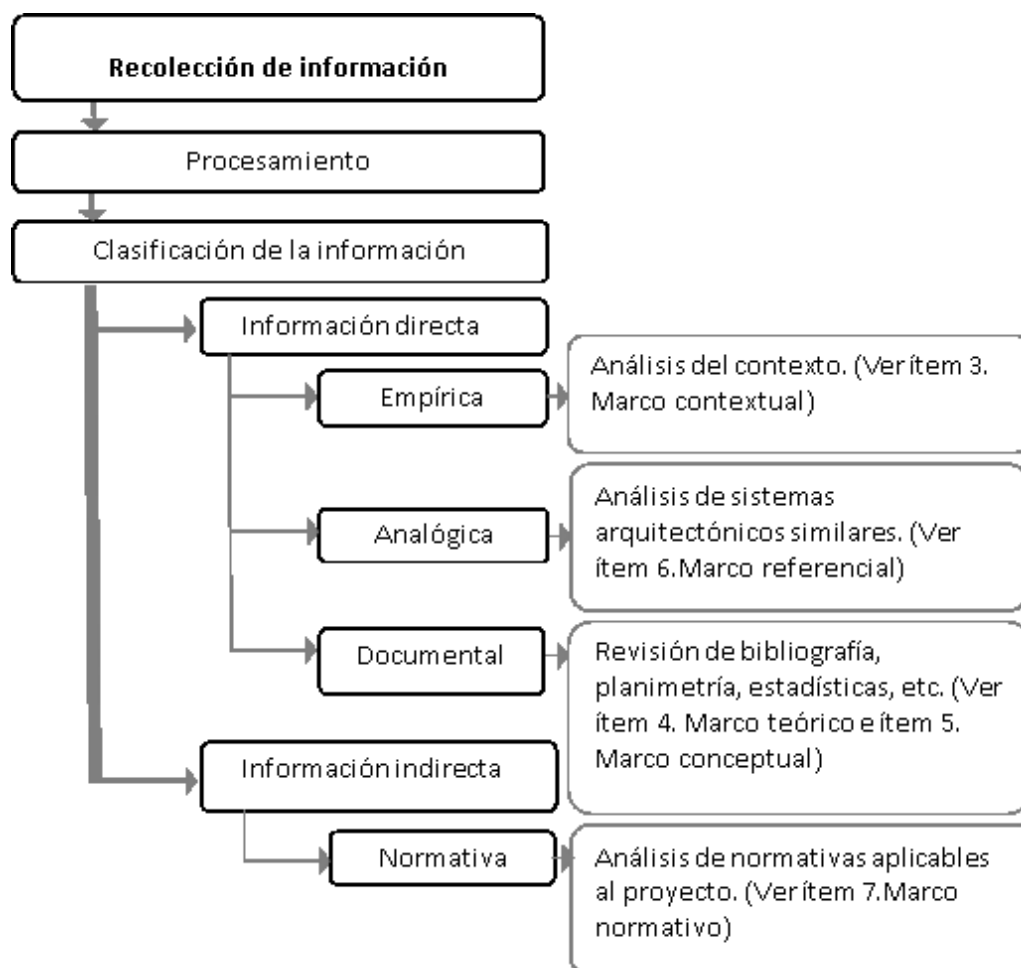 Recolección de información
Procesamiento
Clasificación de la información
Información directa
Empírica
Análisis del contexto. (Ver ítem 3.
Marco contextual)
Analógica
Análisis de sistemas
arquitectónicos similares. (Ver
ítem 6.Marco referencial)
Documental
Revisión de bibliografía,
planimetría, estadísticas, etc. (Ver
ítem 4. Marco teórico e ítem 5.
Marco conceptual)
Información indirecta
Normativa
Análisis de normativas aplicables
al proyecto. (Ver ítem 7.Marco
normativo)